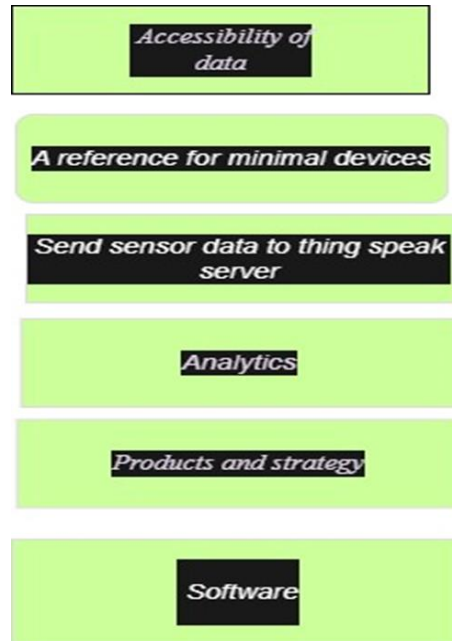 Accessibility of
data
A reference for minimal devices
Send sensor data to thing speak
server
Analytics
Products and strategy
Software